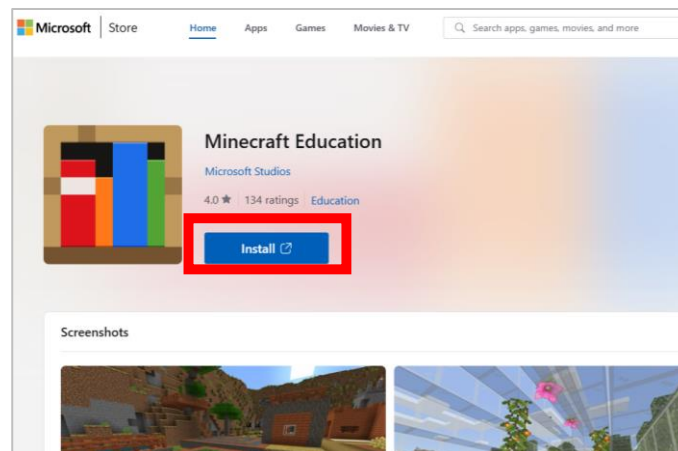 Microsoft | Store Home Apps Games Movies & TV Search apps, games, movies, and more
Minecraft Education
Microsoft Studios
4.0 ★ 134 ratings Education
Install
Screenshots